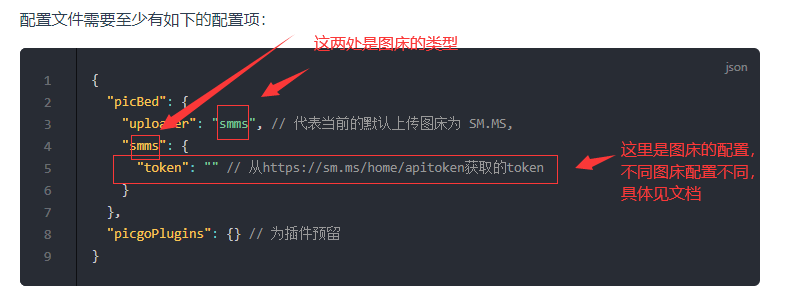 配置文件需要至少有如下的配置项：
这两处是图床的类型
json
1 {
2 "picBed": {
3 "uploader": "smms", // 代表当前的默认上传图床为 SM.MS,
4 "smms": {
5 "token": "" // 从https://sm.ms/home/apitoken获取的token
6 }
7 },
8 "picgoPlugins": {} // 为插件预留
9 }
这里是图床的配置，
不同图床配置不同，
具体见文档